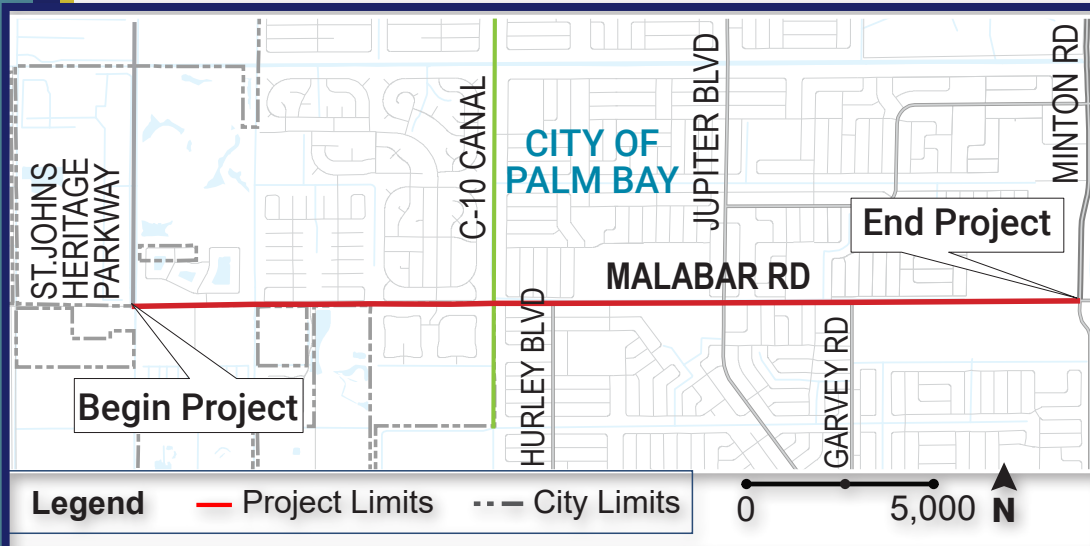 ST.JOHNS
HERITAGE
PARKWAY
C-10 CANAL
CITY OF
PALM BAY
JUPITER BLVD
MINTON RD
End Project
MALABAR RD
Begin Project
HURLEY BLVD
GARVEY RD
Legend
Project Limits
City Limits
0
5,000
N